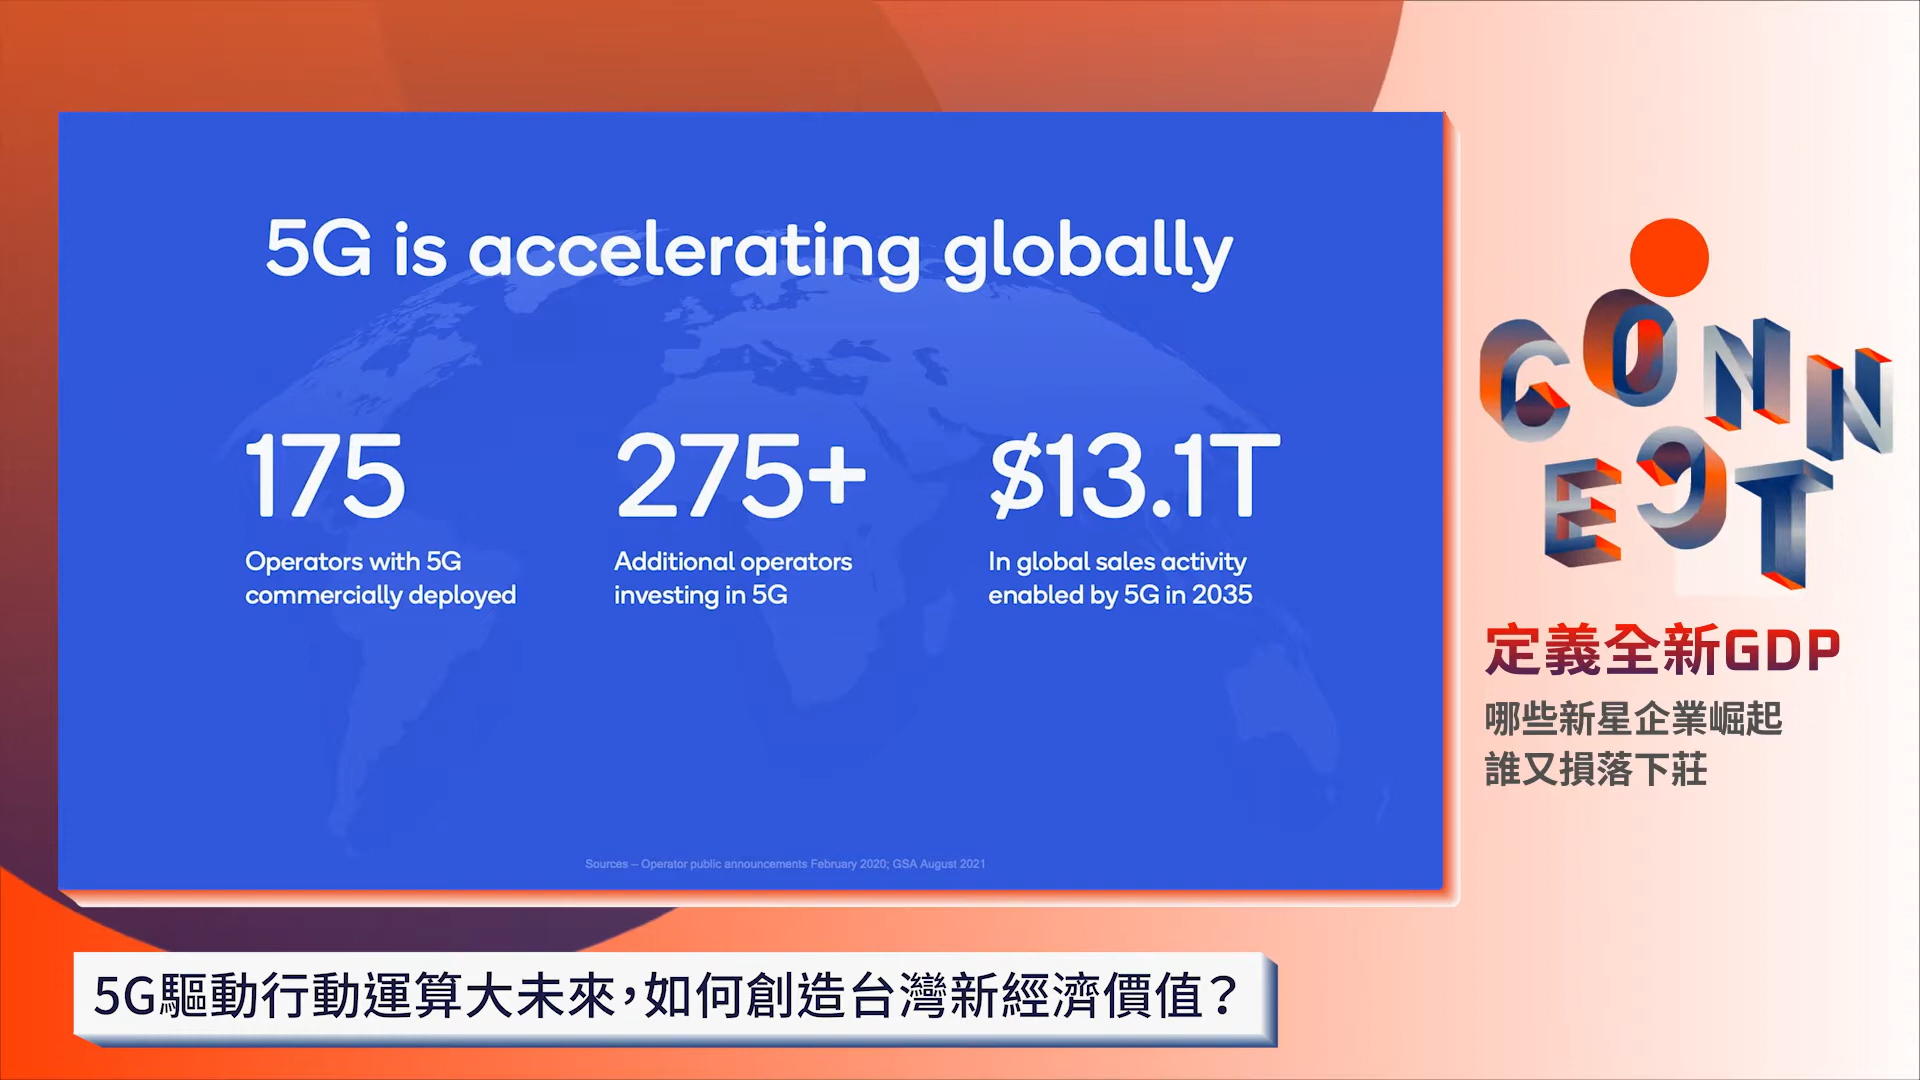 5G is accelerating globally
175
Operators with 5G
commercially deployed
275+
Additional operators
investing in 5G
$13.1T
In global sales activity
enabled by 5G in 2035
Sources – Operator public announcements February 2020; GSA August 2021
CONN
ECT
定義全新GDP
哪些新星企業崛起
誰又損落下莊
5G驅動行動運算大未來,如何創造台灣新經濟價值?